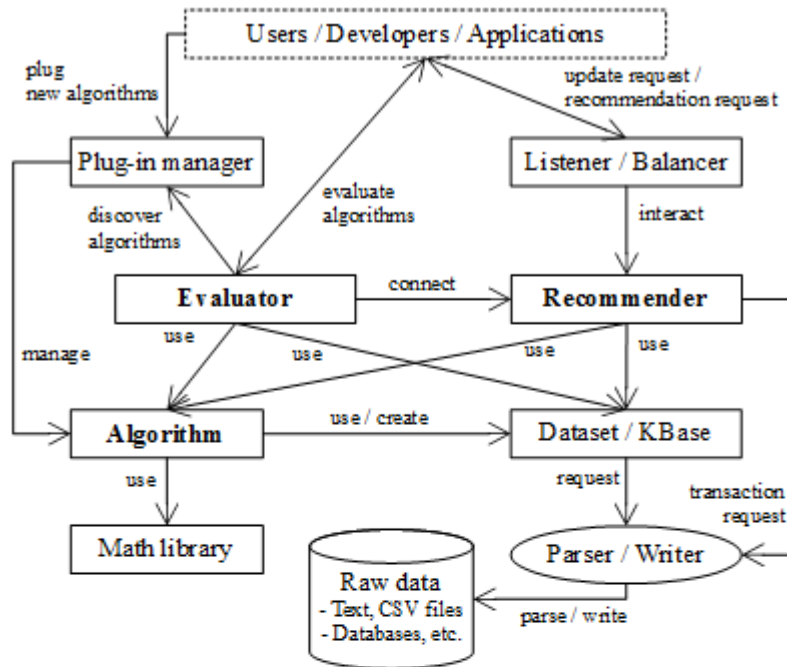 Users / Developers / Applications
plug
new algorithms
update request /
recommendation request
Plug-in manager
Listener / Balancer
discover
algorithms
evaluate
algorithms
interact
Evaluator
connect
Recommender
use
use
use
use
manage
Algorithm
use / create
Dataset / KBase
use
request
transaction
request
Math library
Parser / Writer
Raw data
- Text, CSV files
- Databases, etc.
parse / write